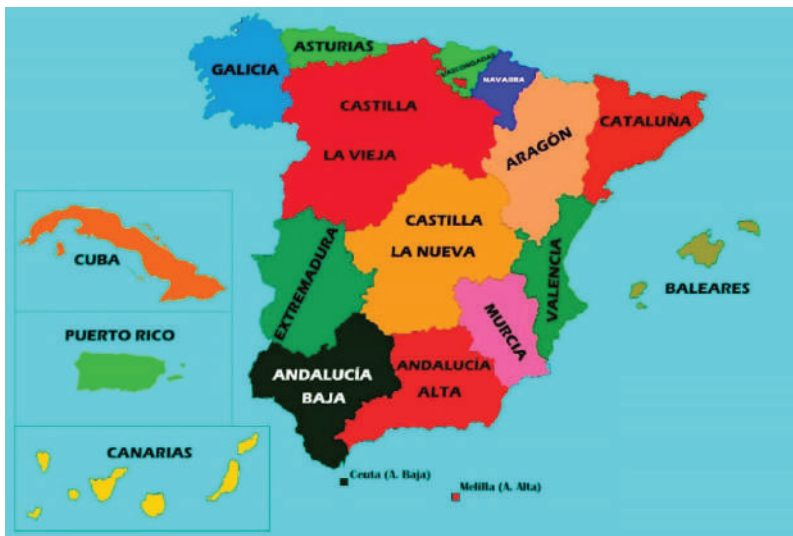 GALICIA
ASTURIAS
VASCONGADAS
NAVARRA
CASTILLA
LA VIEJA
ARAGÓN
CATALUÑA
CUBA
CASTILLA
LA NUEVA
EXTREMADURA
VALENCIA
BALEARES
PUERTO RICO
MURCIA
ANDALUCÍA
BAJA
ANDALUCÍA
ALTA
CANARIAS
Ceuta (A. Baja)
Melilla (A. Alta)